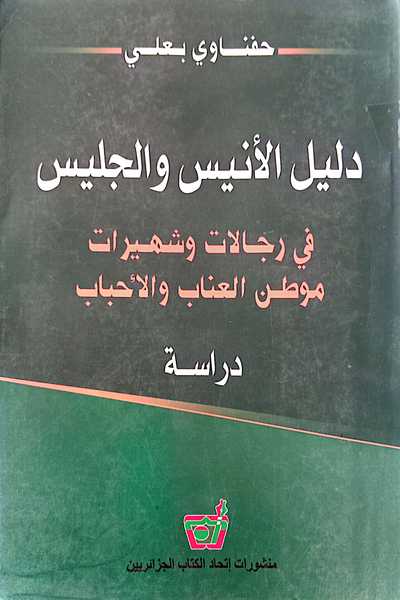 حفناوي بعلي
دليل الأنيس والجليس
في رجالات وشهيرات
موطن العناب والأحباب
دراسة
منشورات إتحاد الكتاب الجزائريين